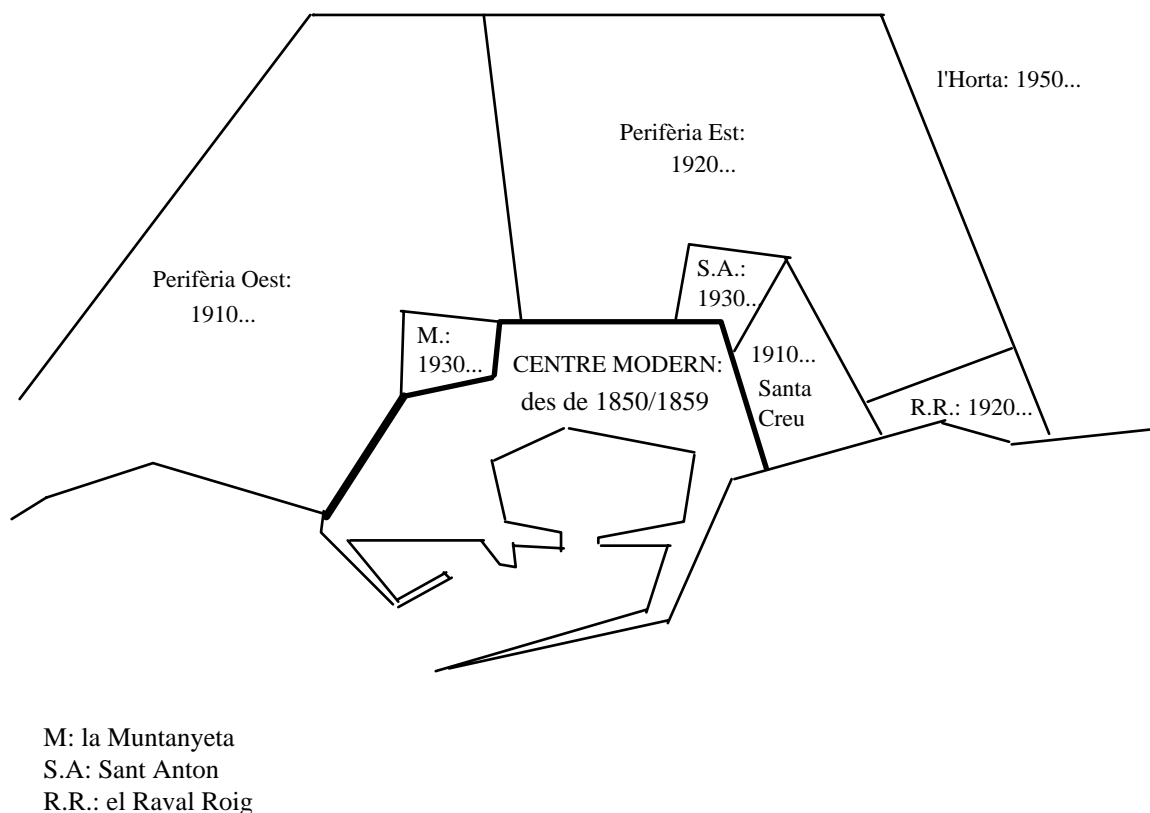 l'Horta: 1950...
Perifèria Est:
1920...
Perifèria Oest:
1910...
S.A.:
1930...
M.:
1930...
CENTRE MODERN:
des de 1850/1859
1910...
Santa
Creu
R.R.: 1920...
M: la Muntanyeta
S.A: Sant Anton
R.R.: el Raval Roig